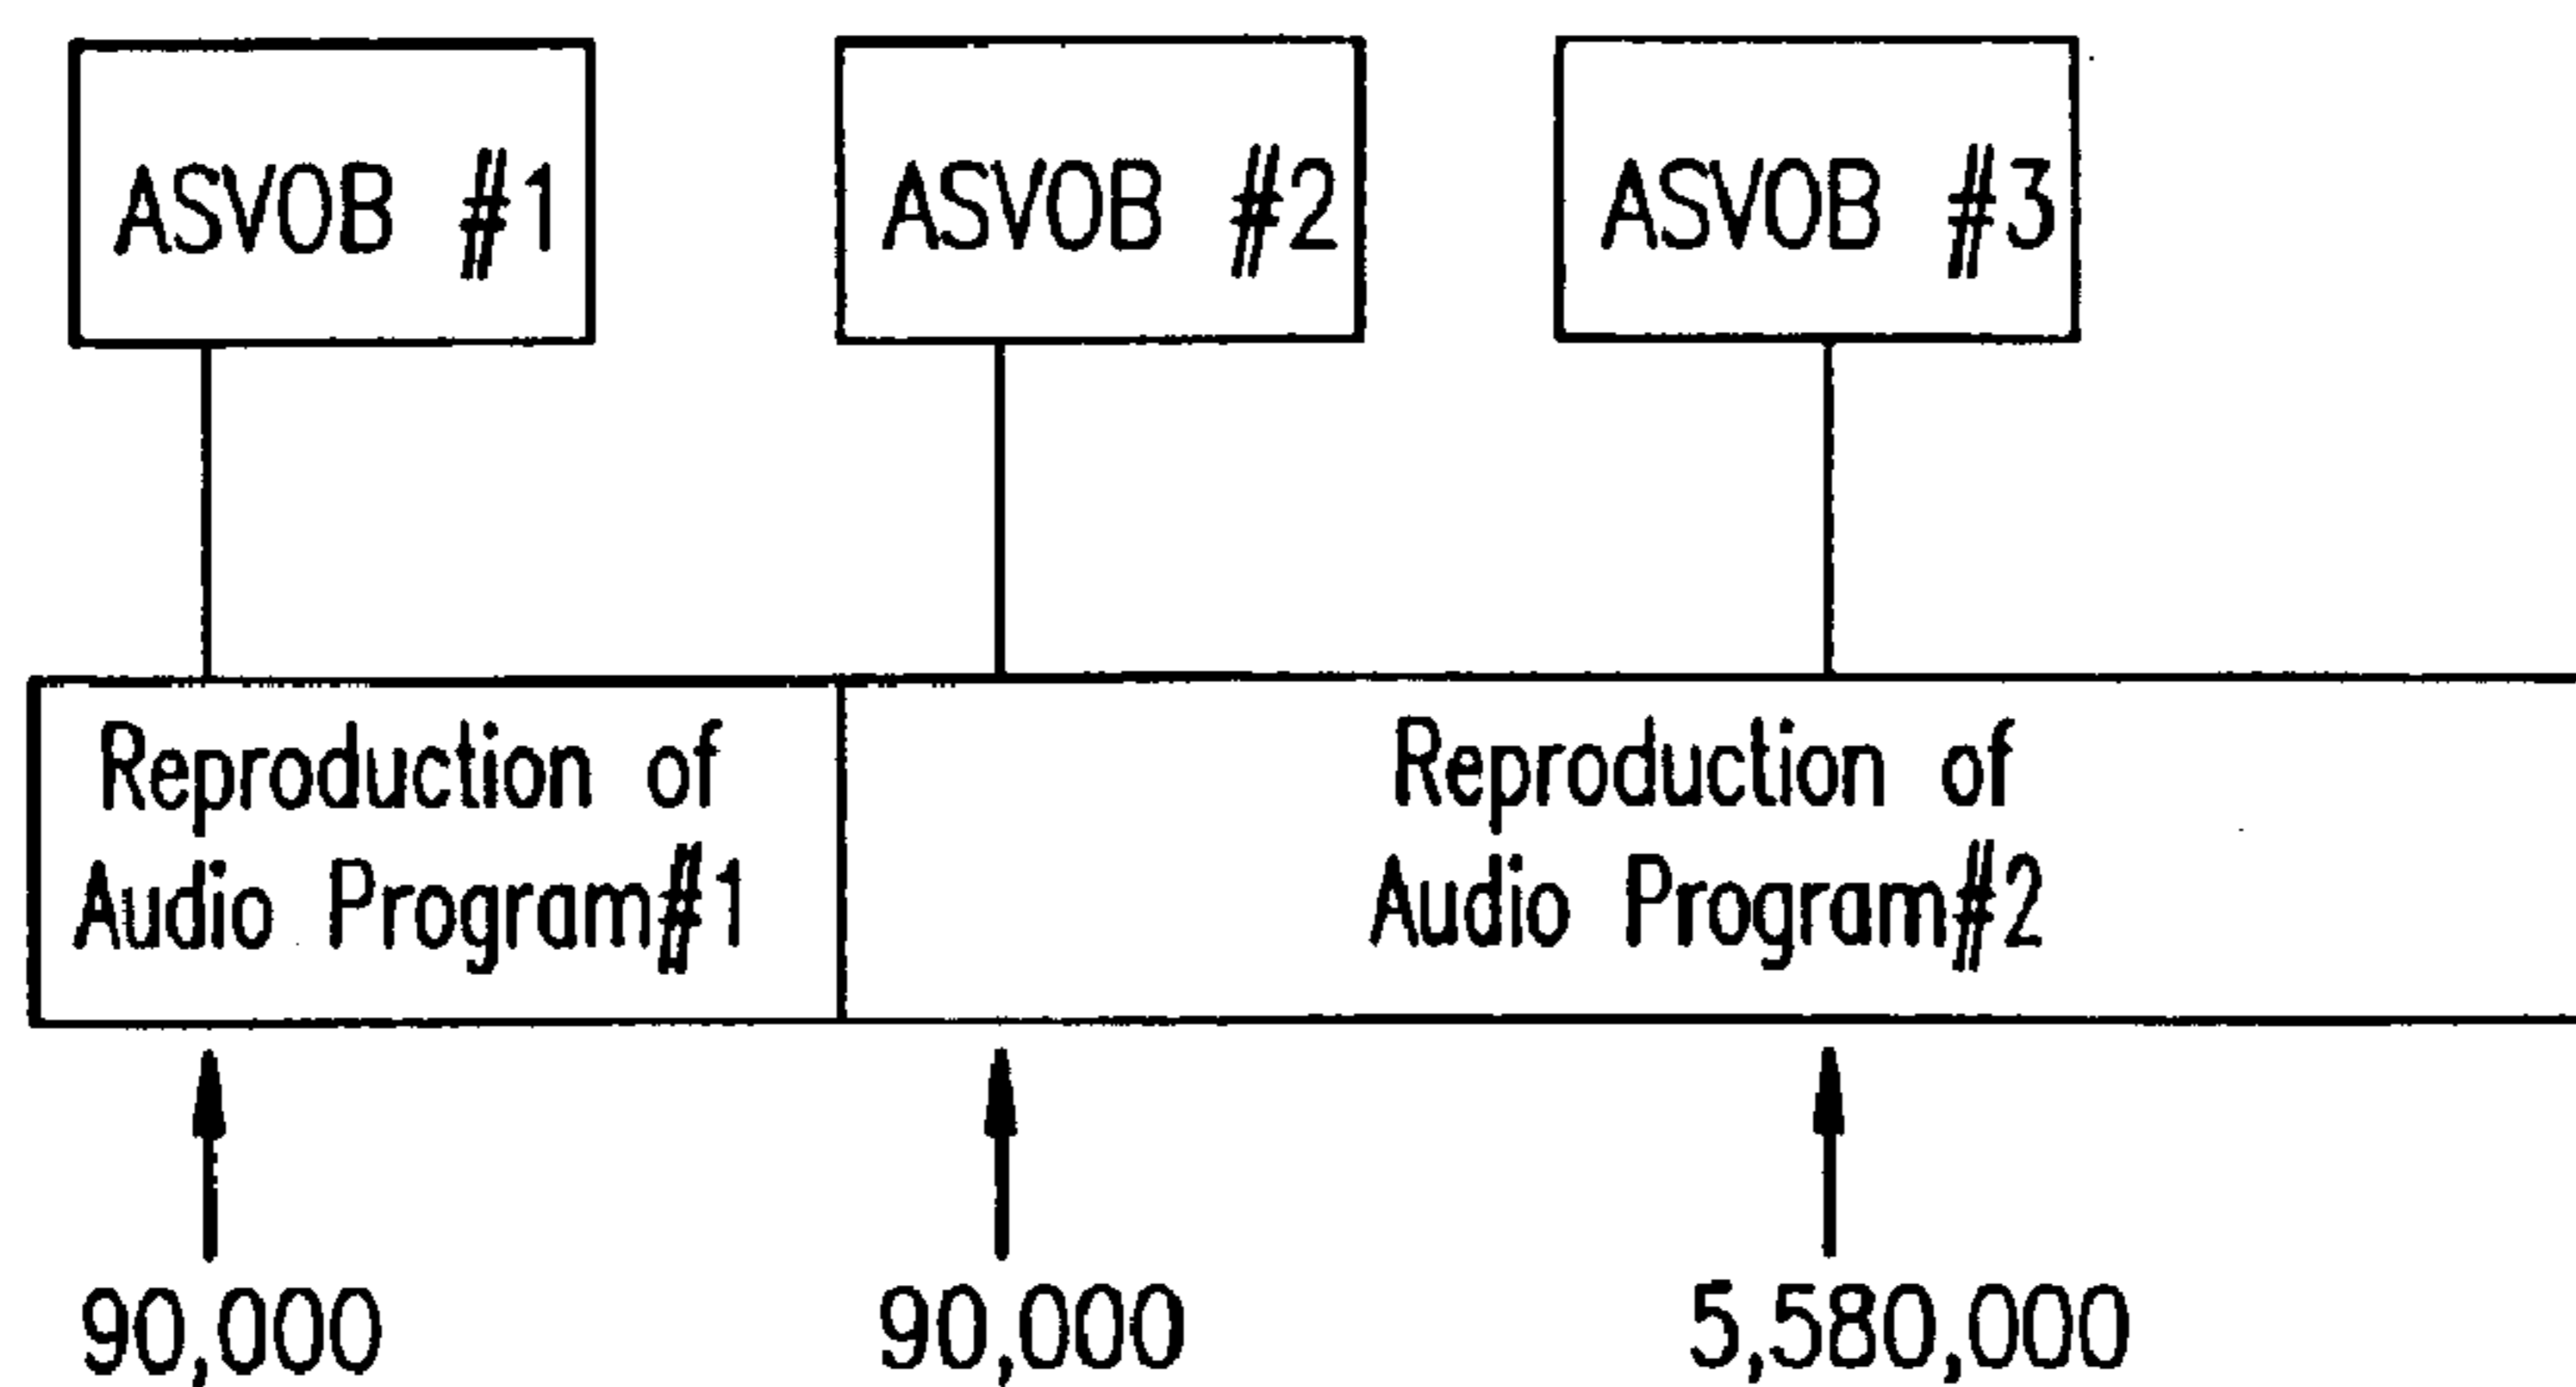 ASVOB #1
ASVOB #2
ASVOB #3
Reproduction of
Audio Program#1
Reproduction of
Audio Program#2
90,000
90,000
5,580,000